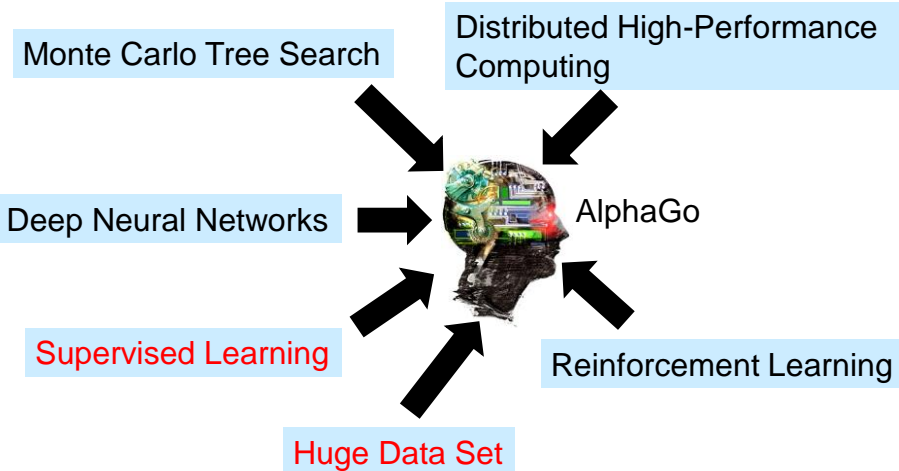 Monte Carlo Tree Search
Distributed High-Performance
Computing
Deep Neural Networks
AlphaGo
Supervised Learning
Reinforcement Learning
Huge Data Set